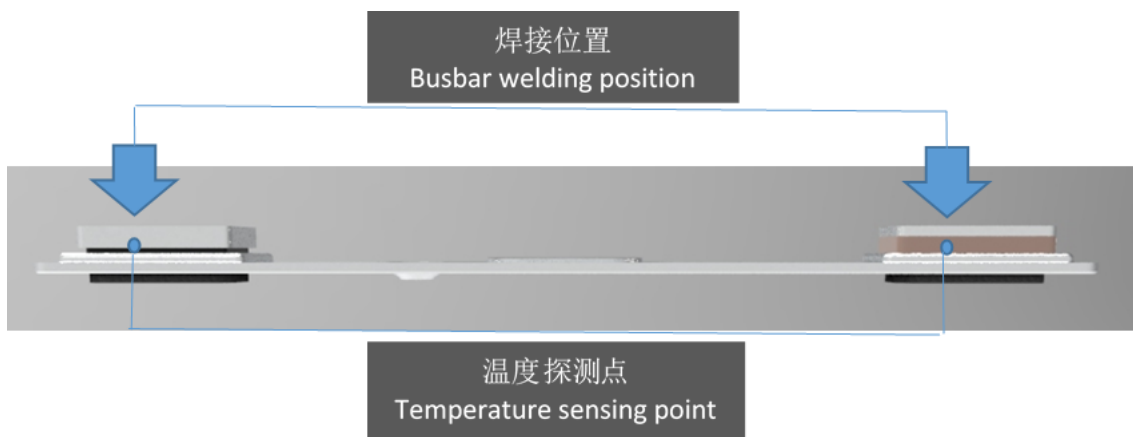 焊接位置
Busbar welding position
温度探测点
Temperature sensing point